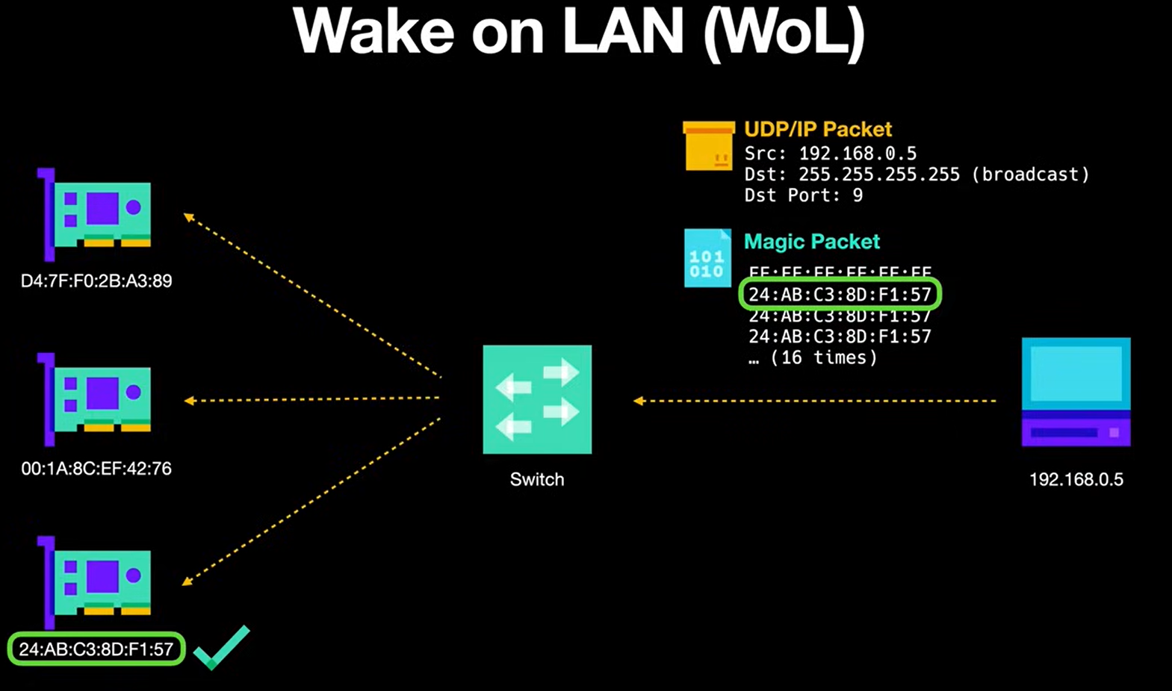 Wake on LAN (WoL)
UDP/IP Packet
Src: 192.168.0.5
Dst: 255.255.255.255 (broadcast)
Dst Port: 9
101
010
Magic Packet
FF:FF:FF:FF:FF:FF
24:AB:C3:8D:F1:57
24:AB:C3:8D:F1:57
24:AB:C3:8D:F1:57
… (16 times)
D4:7F:F0:2B:A3:89
00:1A:8C:EF:42:76
24:AB:C3:8D:F1:57
Switch
192.168.0.5